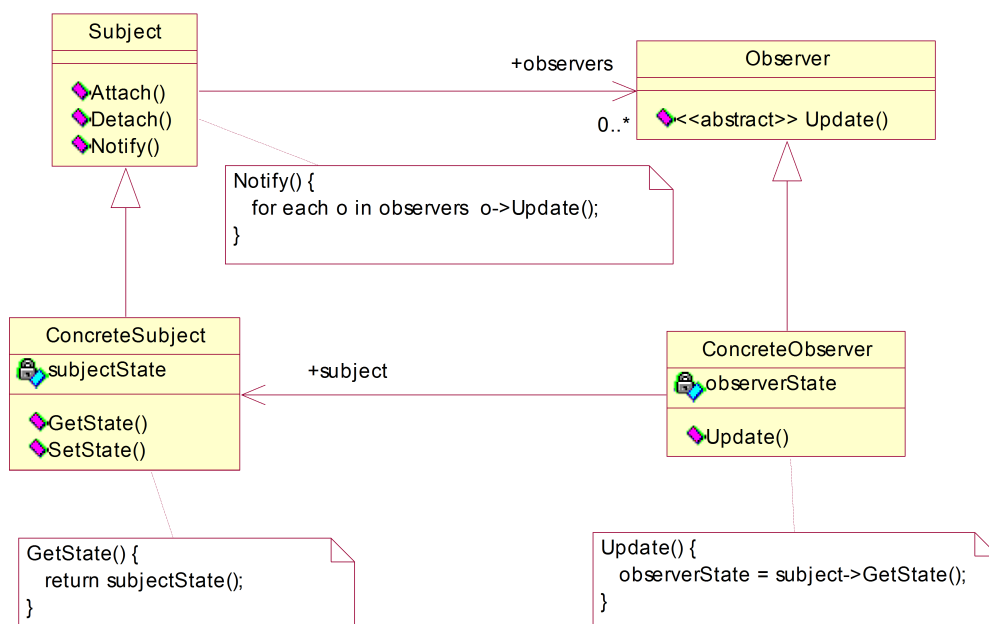 Subject
Attach()
Detach()
Notify()
+observers
0..*
Observer
<<abstract>> Update()
Notify() {
for each o in observers o->Update();
}
ConcreteSubject
subjectState
GetState()
SetState()
+subject
ConcreteObserver
observerState
Update()
GetState() {
return subjectState();
}
Update() {
observerState = subject->GetState();
}